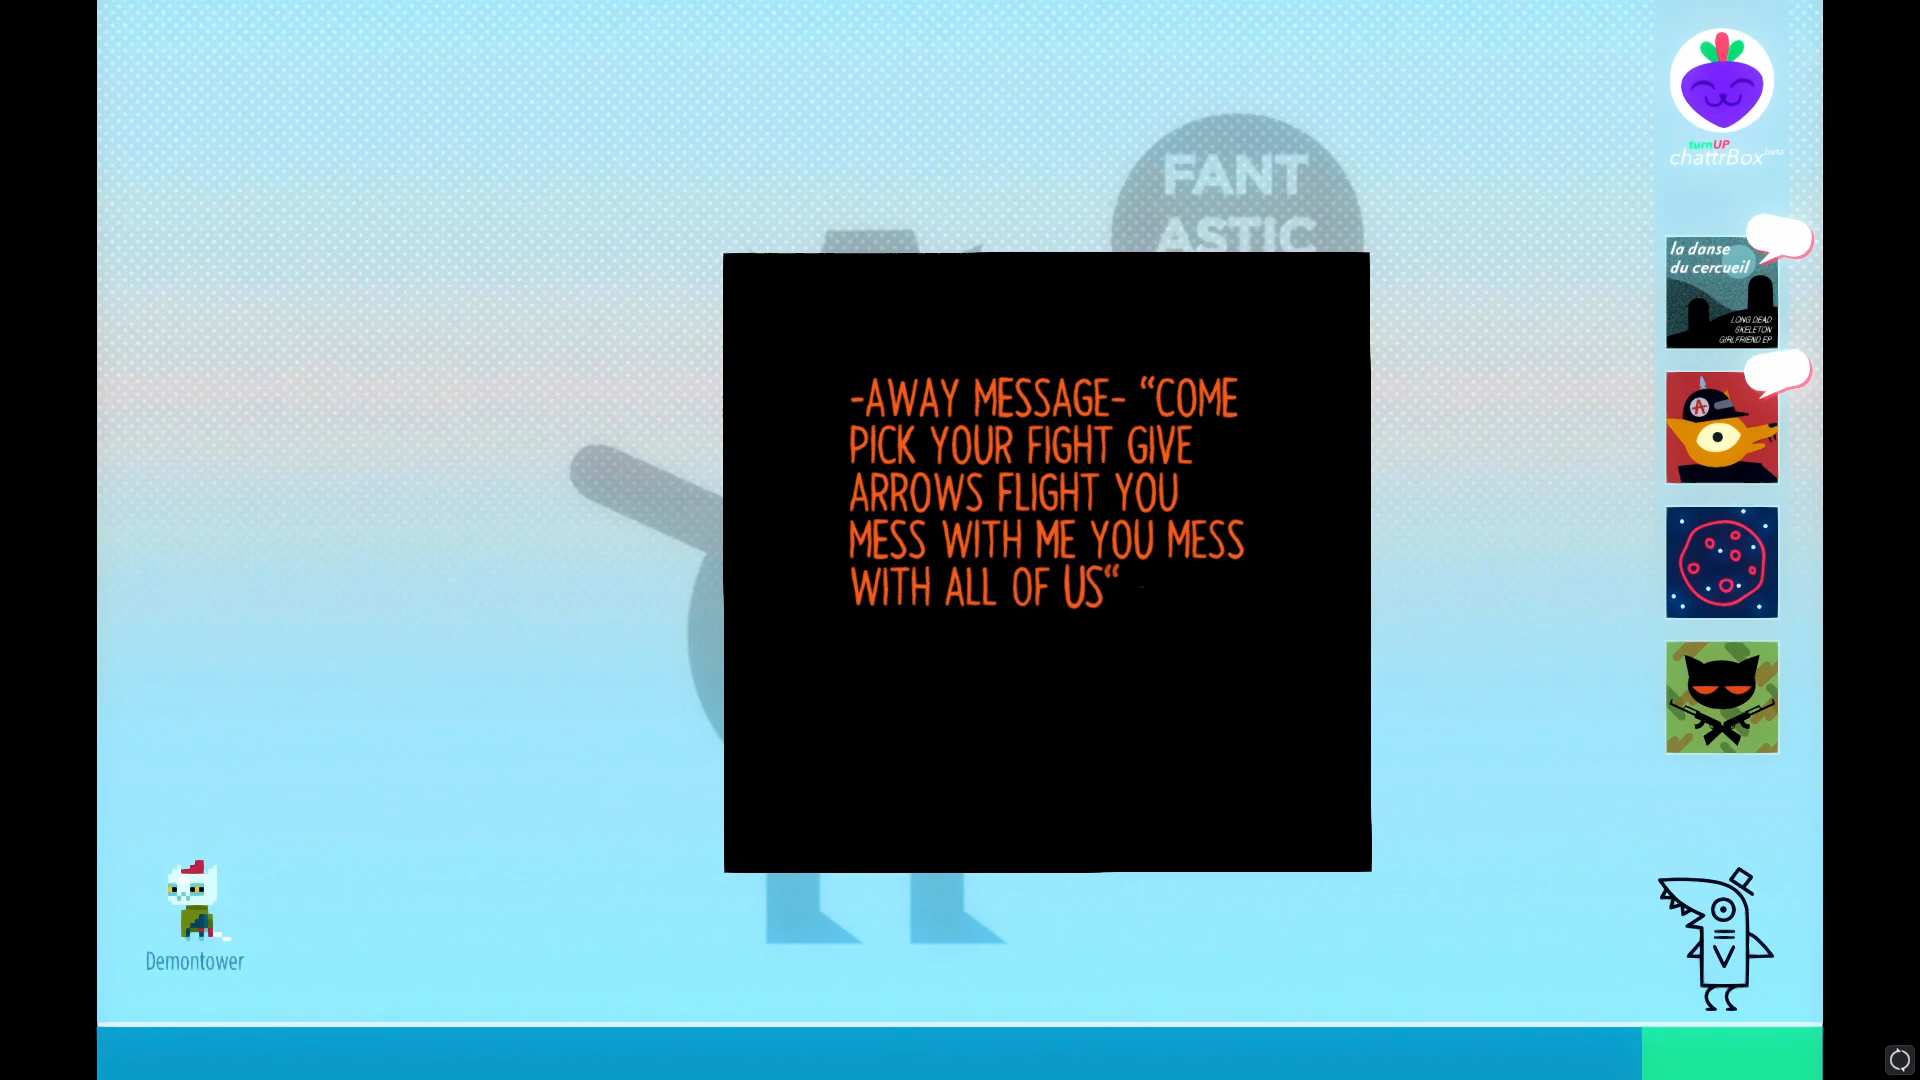 FANT
ASTIC
turnUP
chattrBox beta
la danse
du cercueil
LONG DEAD
SKELETON
GIRLFRIEND EP
A
-AWAY MESSAGE- “COME
PICK YOUR FIGHT GIVE
ARROWS FLIGHT YOU
MESS WITH ME YOU MESS
WITH ALL OF US“
Demontower